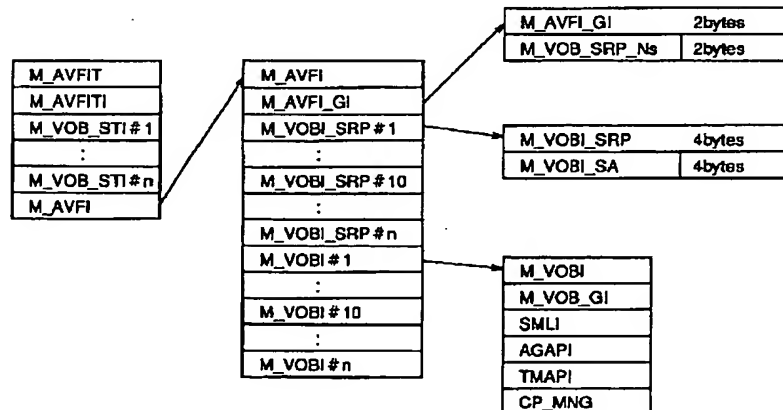 M_AVFIT
M_AVFITI
M_VOB_STI#1
:
M_VOB_STI#n
M_AVFI
M_AVFI
M_AVFI_GI
M_VOBI_SRP#1
:
M_VOBI_SRP#10
:
M_VOBI_SRP#n
M_VOBI#1
:
M_VOBI#10
:
M_VOBI#n
M_AVFI_GI 2bytes
M_VOB_SRP_Ns 2bytes
M_VOBI_SRP 4bytes
M_VOBI_SA 4bytes
M_VOBI
M_VOB_GI
SMLI
AGAPI
TMAPI
CP_MNG